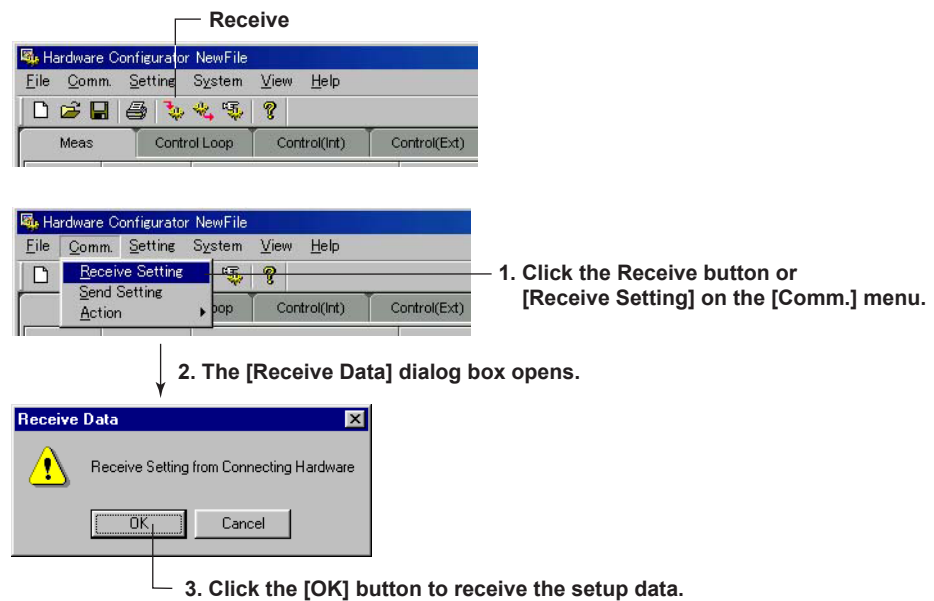 Receive
Hardware Configurator NewFile
File Comm. Setting System View Help
Meas Control Loop Control(Int) Control(Ext)
Hardware Configurator NewFile
File Comm. Setting System View Help
Receive Setting
Send Setting
Action
oop Control(Int) Control(Ext)
1. Click the Receive button or
[Receive Setting] on the [Comm.] menu.
2. The [Receive Data] dialog box opens.
Receive Data
Receive Setting from Connecting Hardware
OK Cancel
3. Click the [OK] button to receive the setup data.